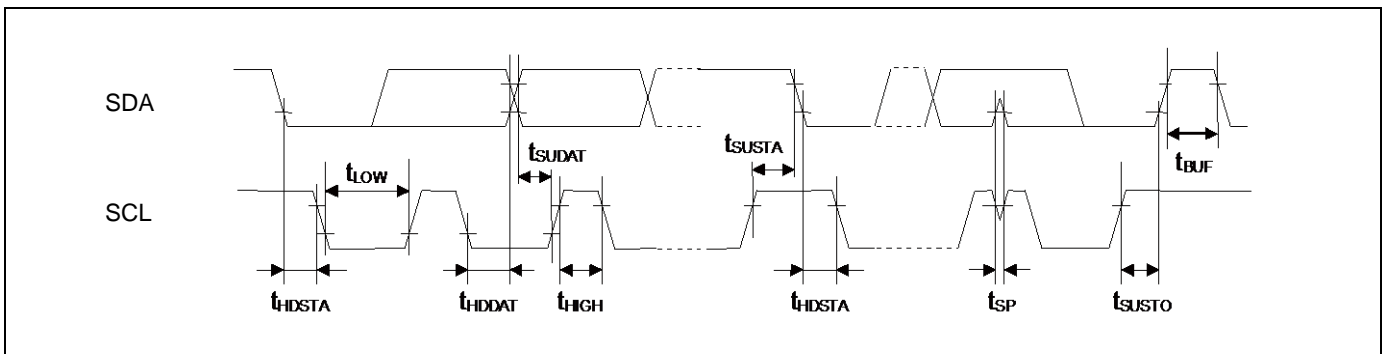 SDA
tSUDAT
tSUSTA
tBUF
tLOW
SCL
tHDSTA
tHDDAT
tHIGH
tHDSTA
tSP
tSUSTO